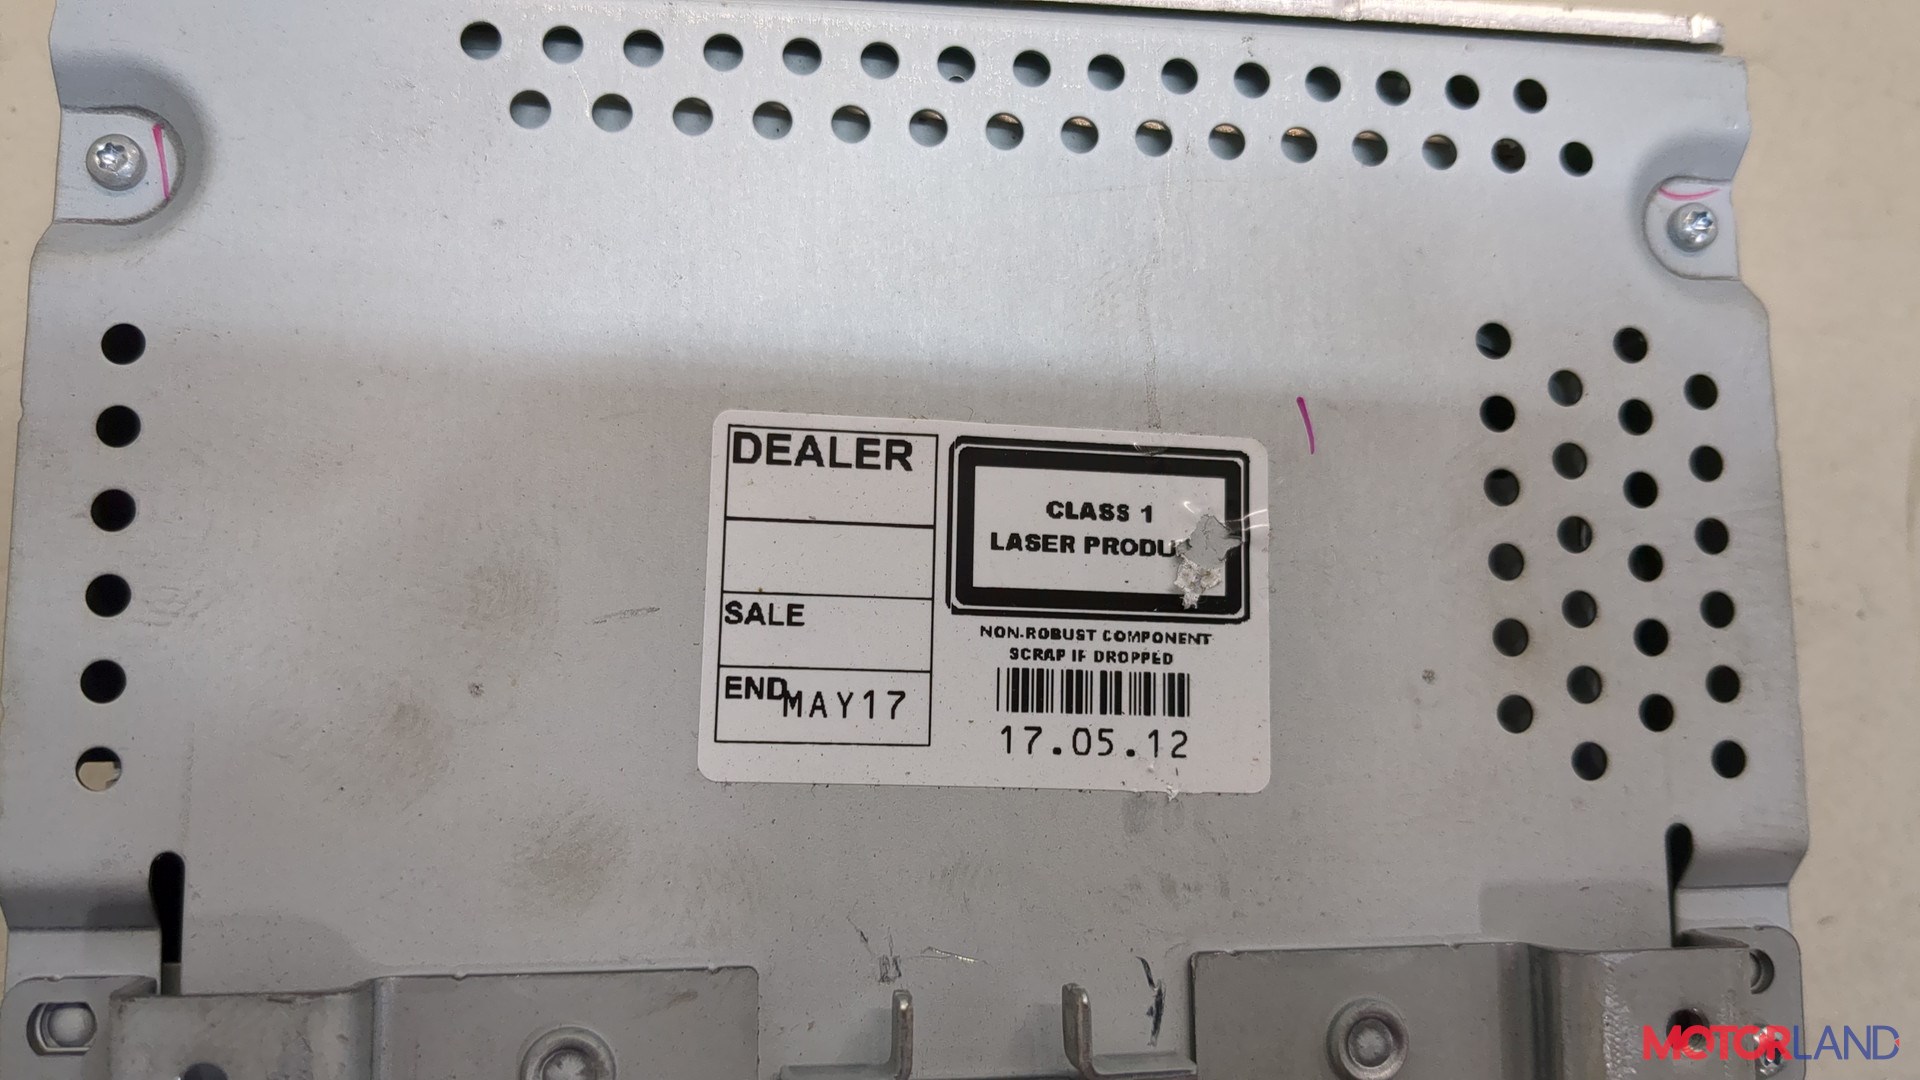 DEALER
SALE
END MAY17
CLASS 1
LASER PRODU
NON-ROBUST COMPONENT
SCRAP IF DROPPED
17.05.12
MOTORLAND